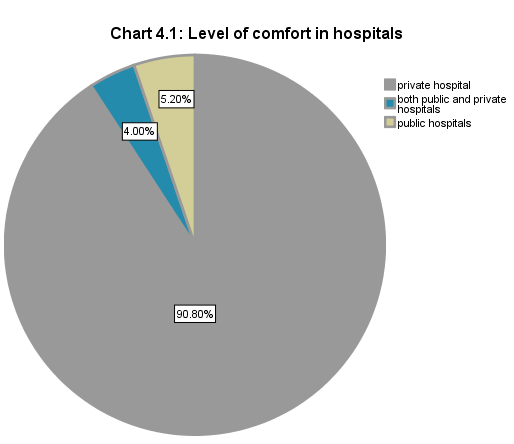 Chart 4.1: Level of comfort in hospitals
private hospital
both public and private
hospitals
public hospitals
5.20%
4.00%
90.80%